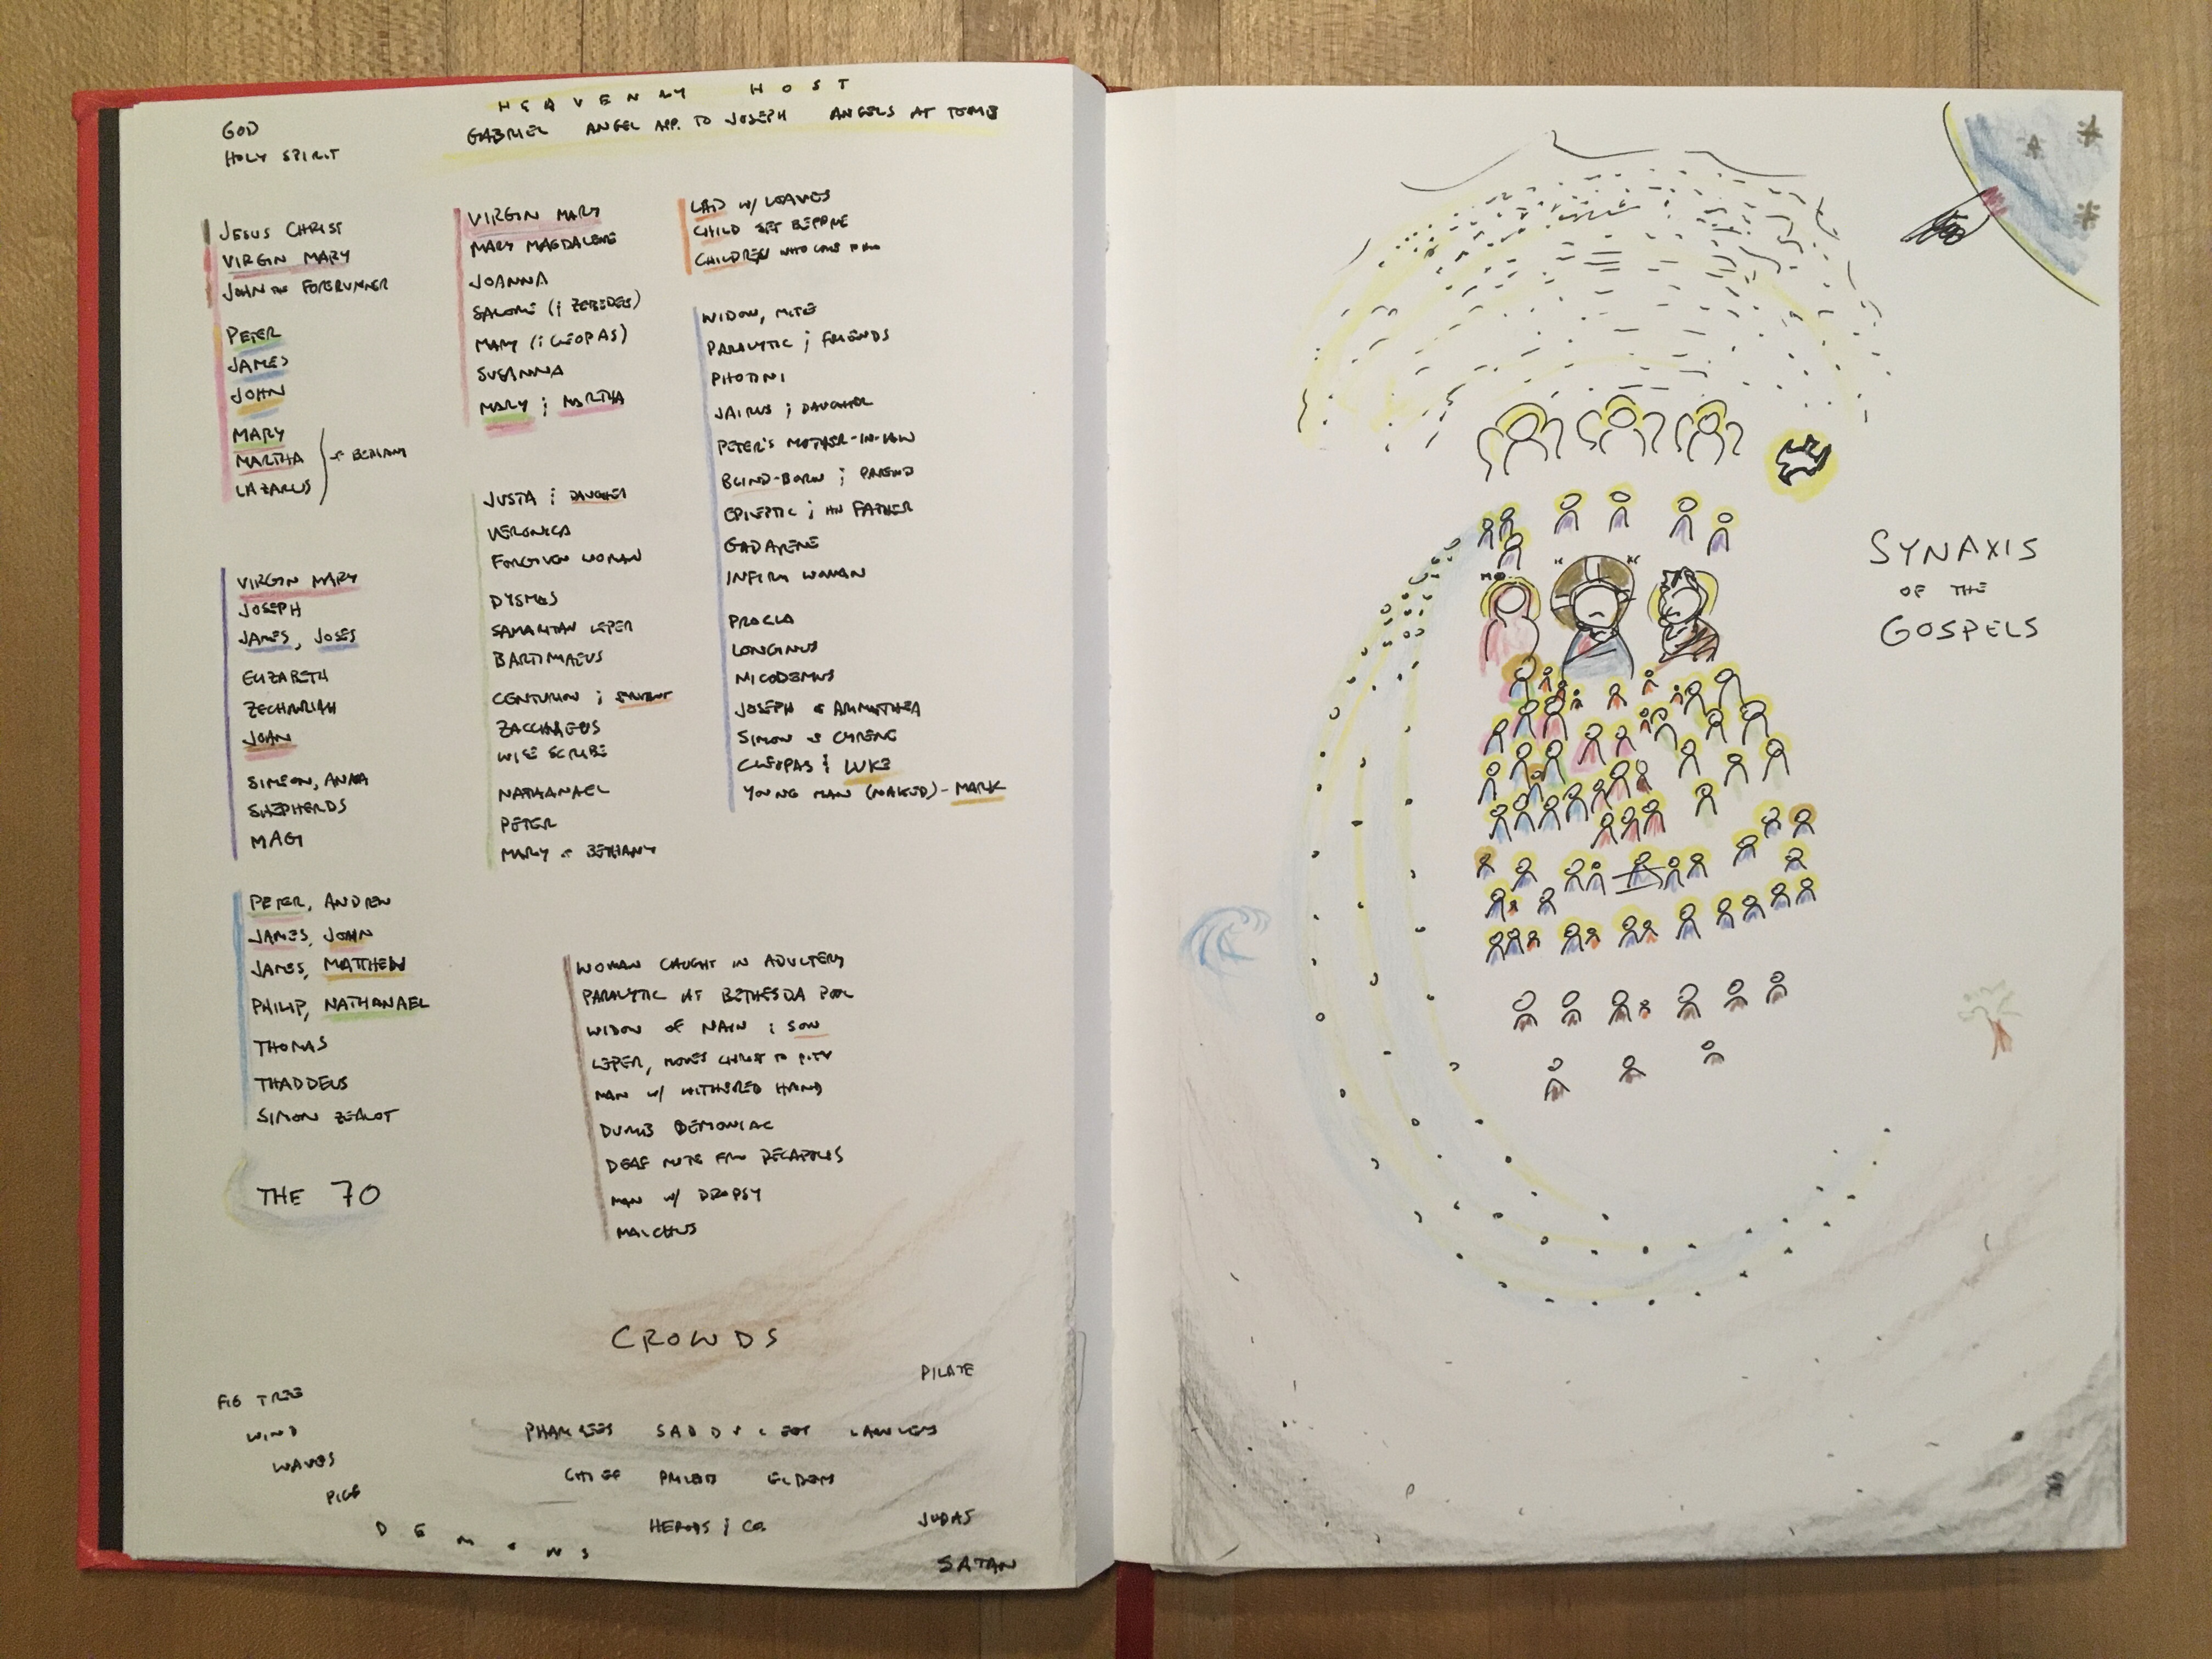 HEAVENLY HOST
GABRIEL ANGEL APP. TO JOSEPH ANGELS AT TOMB
GOD
HOLY SPIRIT
JESUS CHRIST
VIRGIN MARY
JOHN THE FORERUNNER
PETER
JAMES
JOHN
MARY
MARTHA
LAZARUS
OF BETHANY
VIRGIN MARY
JOSEPH
JAMES, JOSES
ELIZABETH
ZECHARIAH
JOHN
SIMEON, ANNA
SHEPHERDS
MAGI
PETER, ANDREW
JAMES, JOHN
JAMES, MATTHEW
PHILIP, NATHANAEL
THOMAS
THADDEUS
SIMON ZEALOT
THE 70
VIRGIN MARY
MARY MAGDALENE
JOANNA
SALOME (; ZEBEDEE)
MARY (; CLEOPAS)
SUSANNA
MARY ; MARTHA
JUSTA ; DAUGHTER
VERONICA
FORGIVEN WOMAN
DYSMAS
SAMARITAN LEPER
BARTIMAEUS
CENTURION ; SERVANT
ZACCHAEUS
WISE SCRIBE
NATHANAEL
PETER
MARY OF BETHANY
LAD W/ LOAVES
CHILD SET BEFORE
CHILDREN WHO COME TO HIM
WIDOW, MITE
PARALYTIC ; FRIENDS
PHOTINI
JAIRUS ; DAUGHTER
PETER'S MOTHER-IN-LAW
BLIND-BORN ; PARENTS
EPILEPTIC ; HIS FATHER
GADARENE
INFIRM WOMAN
PROCLA
LONGINUS
NICODEMUS
JOSEPH OF ARIMATHEA
SIMON OF CYRENE
CLEOPAS ; LUKE
YOUNG MAN (NAKED) - MARK
WOMAN CAUGHT IN ADULTERY
PARALYTIC AT BETHESDA POOL
WIDOW OF NAIN ; SON
LEPER, MOVES CHRIST TO PITY
MAN W/ WITHERED HAND
DUMB DEMONIAC
DEAF MUTE FROM DECAPOLIS
MAN W/ DROPSY
MALCHUS
CROWDS
PILATE
FIG TREE
WIND
WAVES
PIGS
DEMONS
PHARISEES SADDUCEES LAWYERS
CHIEF PRIESTS ELDERS
HERODS ; CO.
JUDAS
SATAN
SYNAXIS
OF THE
GOSPELS